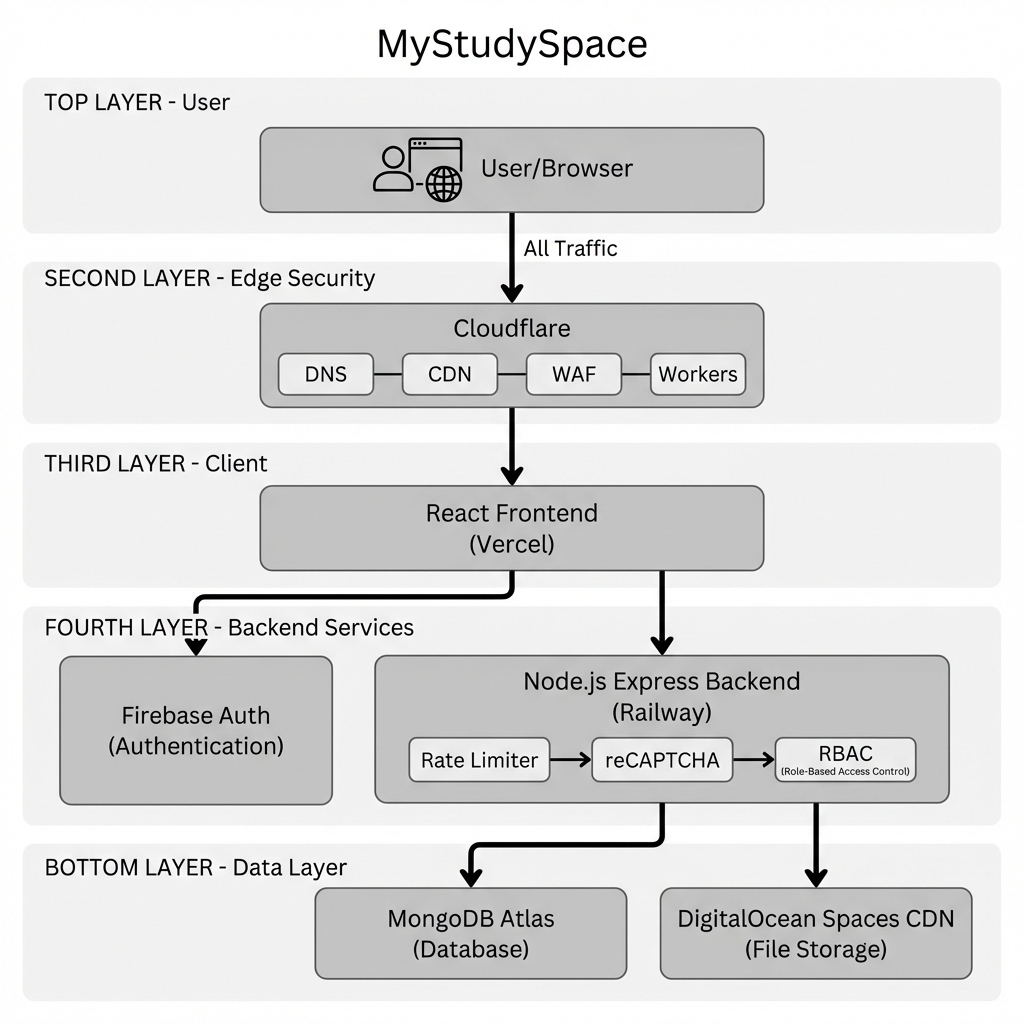 MyStudySpace
TOP LAYER - User
User/Browser
All Traffic
SECOND LAYER - Edge Security
Cloudflare
DNS
CDN
WAF
Workers
THIRD LAYER - Client
React Frontend
(Vercel)
FOURTH LAYER - Backend Services
Firebase Auth
(Authentication)
Node.js Express Backend
(Railway)
Rate Limiter
reCAPTCHA
RBAC
(Role-Based Access Control)
BOTTOM LAYER - Data Layer
MongoDB Atlas
(Database)
DigitalOcean Spaces CDN
(File Storage)